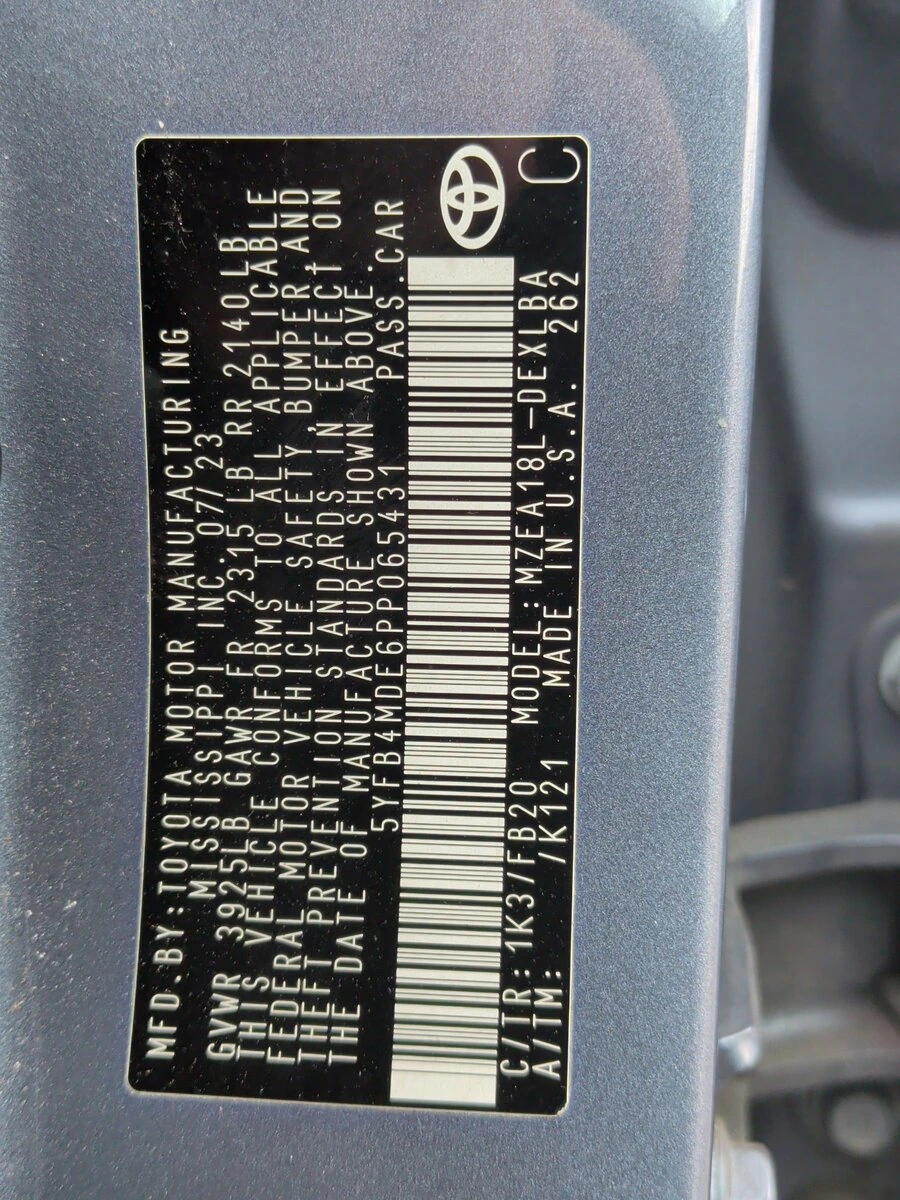 MFD.BY:TOYOTA MOTOR MANUFACTURING
MISSISSIPPI INC. 07/23
GVWR 3925LB GAWR FR 2315 LB RR 2140LB
THIS VEHICLE CONFORMS TO ALL APPLICABLE
FEDERAL MOTOR VEHICLE SAFETY, BUMPER, AND
THEFT PREVENTION STANDARDS IN EFFECT ON
THE DATE OF MANUFACTURE SHOWN ABOVE.
5YFB4MDE6PP065431 PASS.CAR
C/TR:1K3/FB20 MODEL:MZEA18L-DEXLBA
A/TM: /K121 MADE IN U.S.A. 262
C